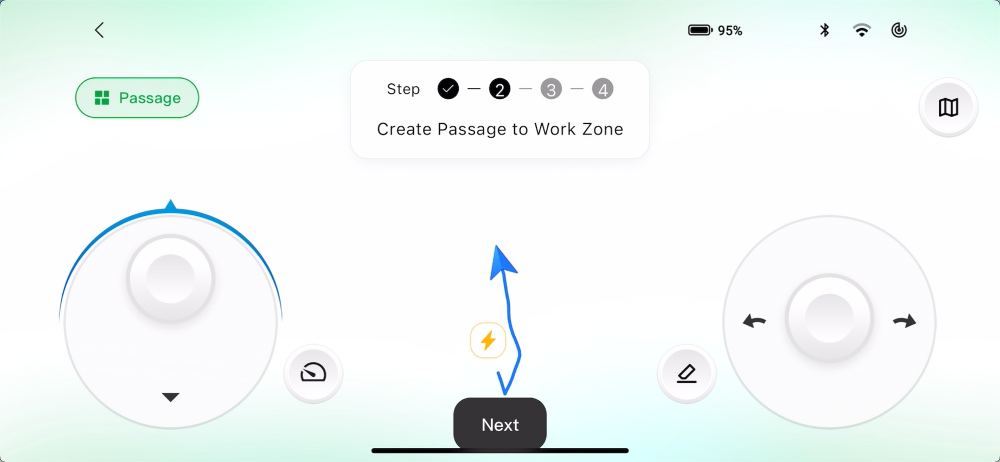 95%
Passage
Step 2 3 4
Create Passage to Work Zone
Next